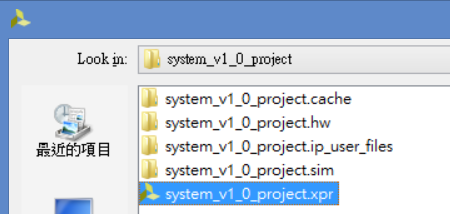 Look in:
system_v1_0_project
system_v1_0_project.cache
system_v1_0_project.hw
system_v1_0_project.ip_user_files
system_v1_0_project.sim
system_v1_0_project.xpr
最近的項目